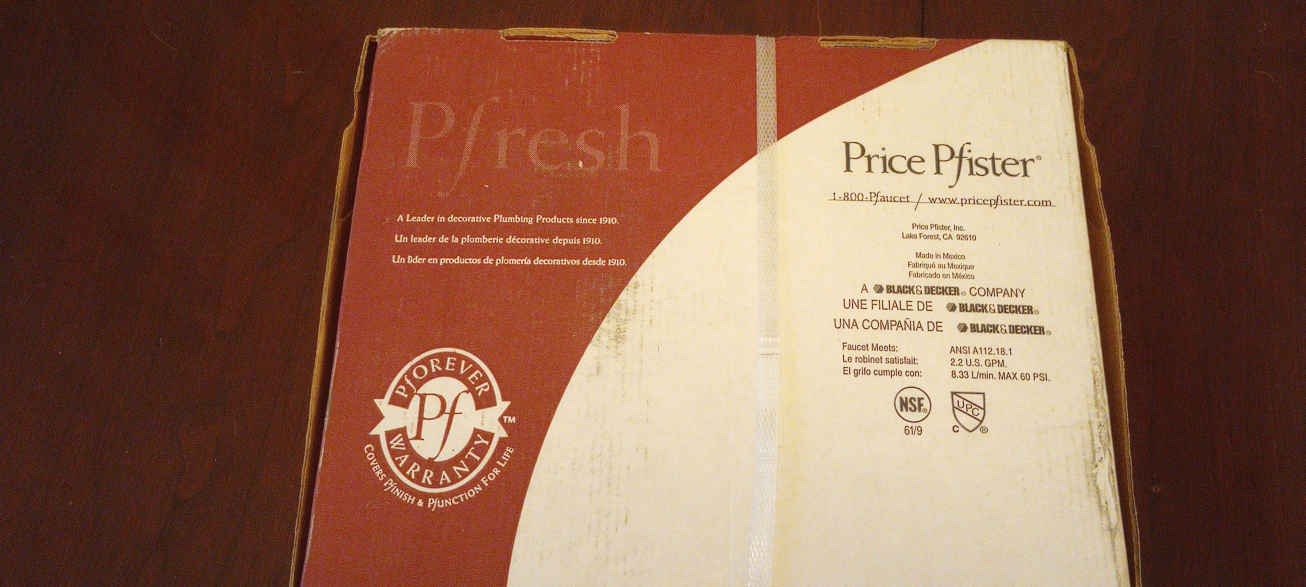 Pfresh
A Leader in decorative Plumbing Products since 1910.
Un leader de la plomberie décorative depuis 1910.
Un líder en productos de plomería decorativos desde 1910.
PFOREVER
Pf
WARRANTY
TM
COVERS PFINISH & PFUNCTION FOR LIFE
Price Pfister®
1-800-Pfaucet / www.pricepfister.com
Price Pfister, Inc.
Lake Forest, CA 92610
Made in Mexico
Fabriqué au Mexique
Fabricado en México
A BLACK&DECKER® COMPANY
UNE FILIALE DE BLACK&DECKER®
UNA COMPAÑIA DE BLACK&DECKER®
Faucet Meets: ANSI A112.18.1
Le robinet satisfait: 2.2 U.S. GPM.
El grifo cumple con: 8.33 L/min. MAX 60 PSI.
NSF®
61/9
UPC
C ®